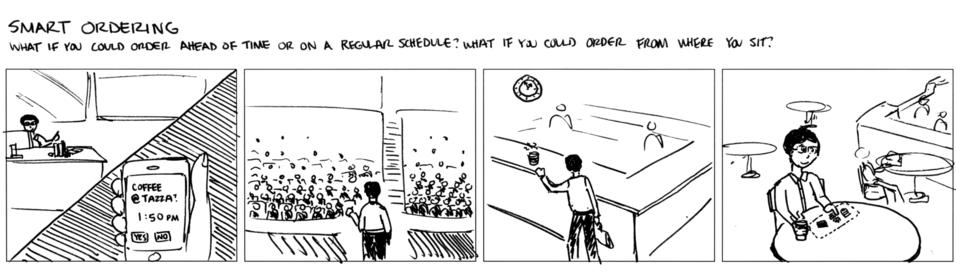 SMART ORDERING
WHAT IF YOU COULD ORDER AHEAD OF TIME OR ON A REGULAR SCHEDULE? WHAT IF YOU COULD ORDER FROM WHERE YOU SIT?
COFFEE
@ TAZZA?
1:50 PM
YES NO